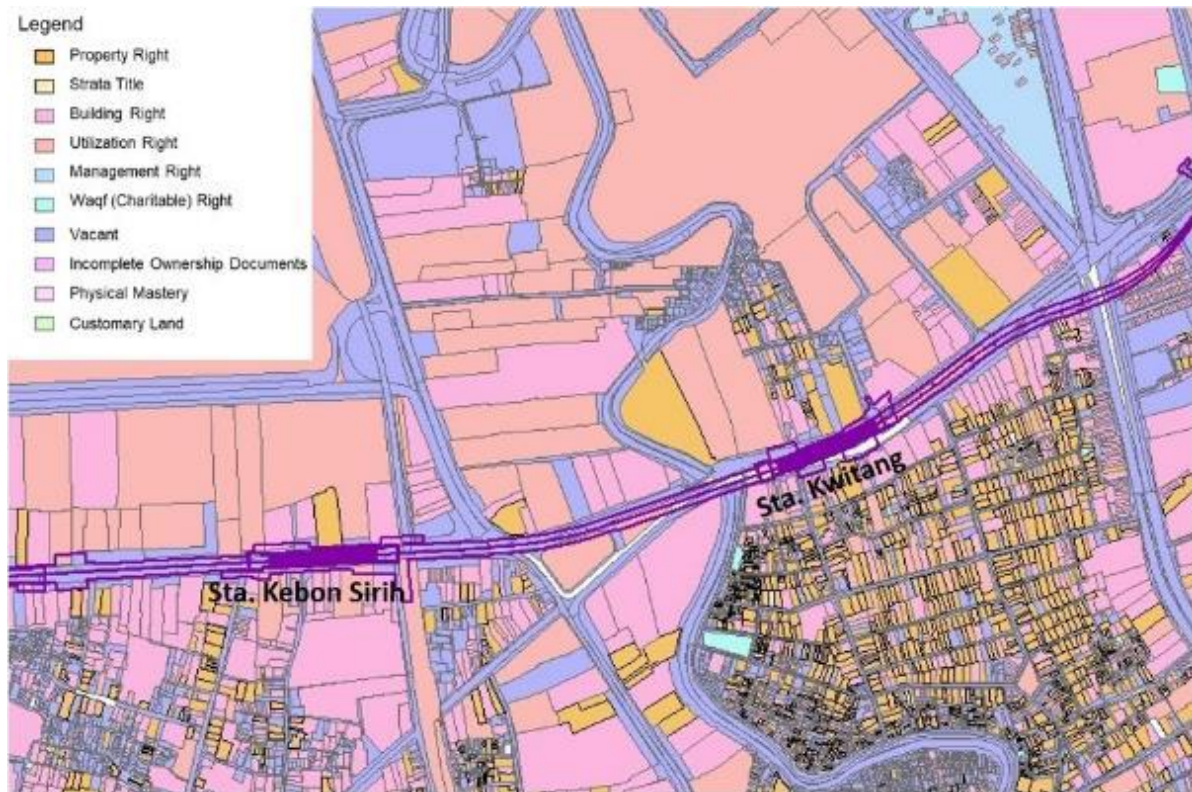 Legend
Property Right
Strata Title
Building Right
Utilization Right
Management Right
Waqf (Charitable) Right
Vacant
Incomplete Ownership Documents
Physical Mastery
Customary Land
Sta. Kwitang
Sta. Kebon Sirih